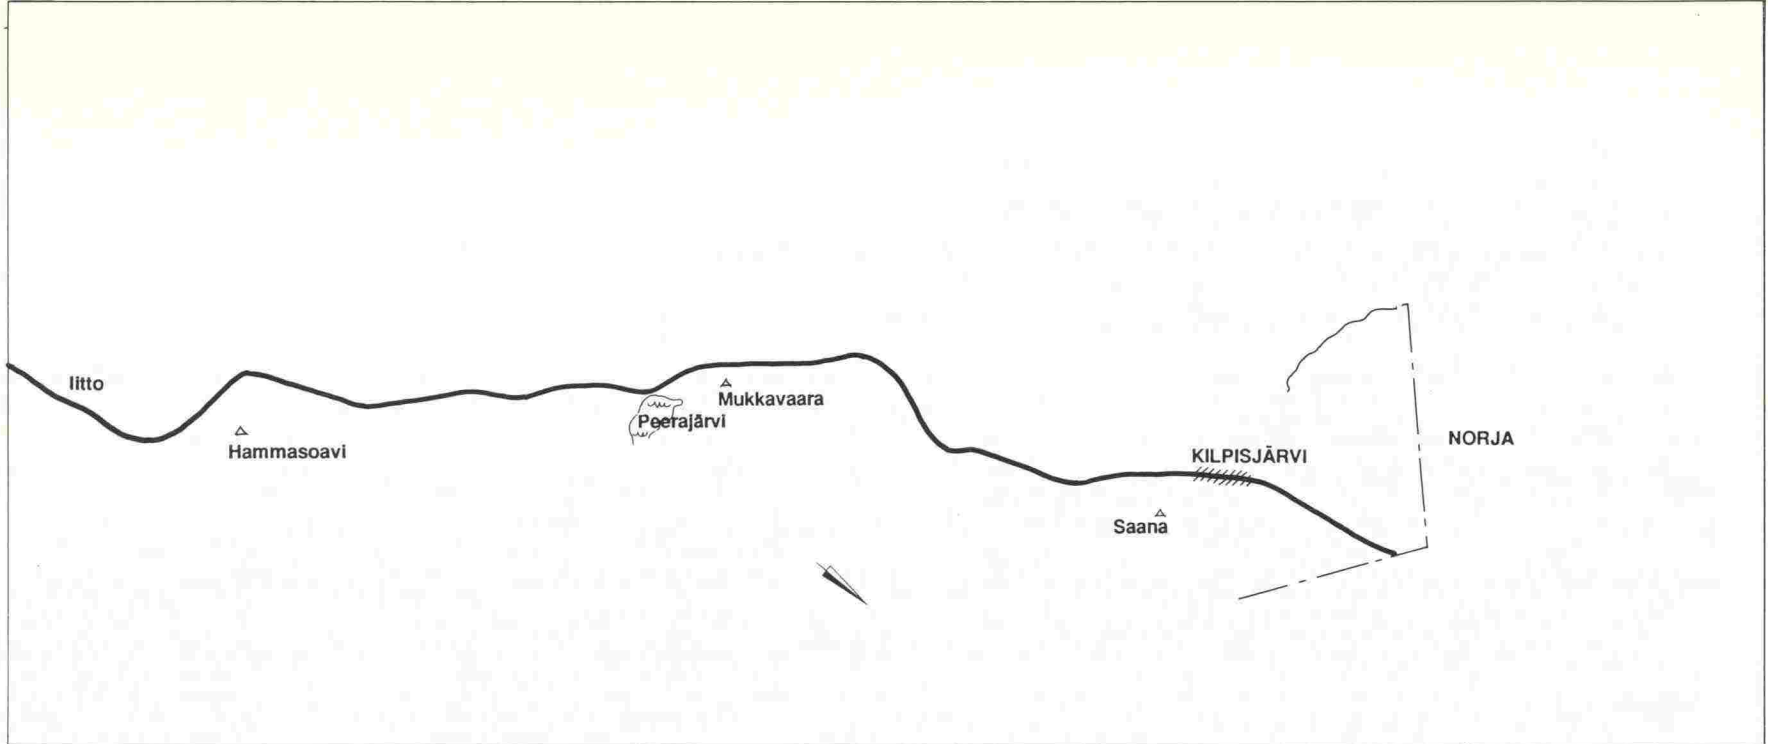 Iitto
Hammasoavi
Peerajärvi
Mukkavaara
KILPISJÄRVI
Saana
NORJA